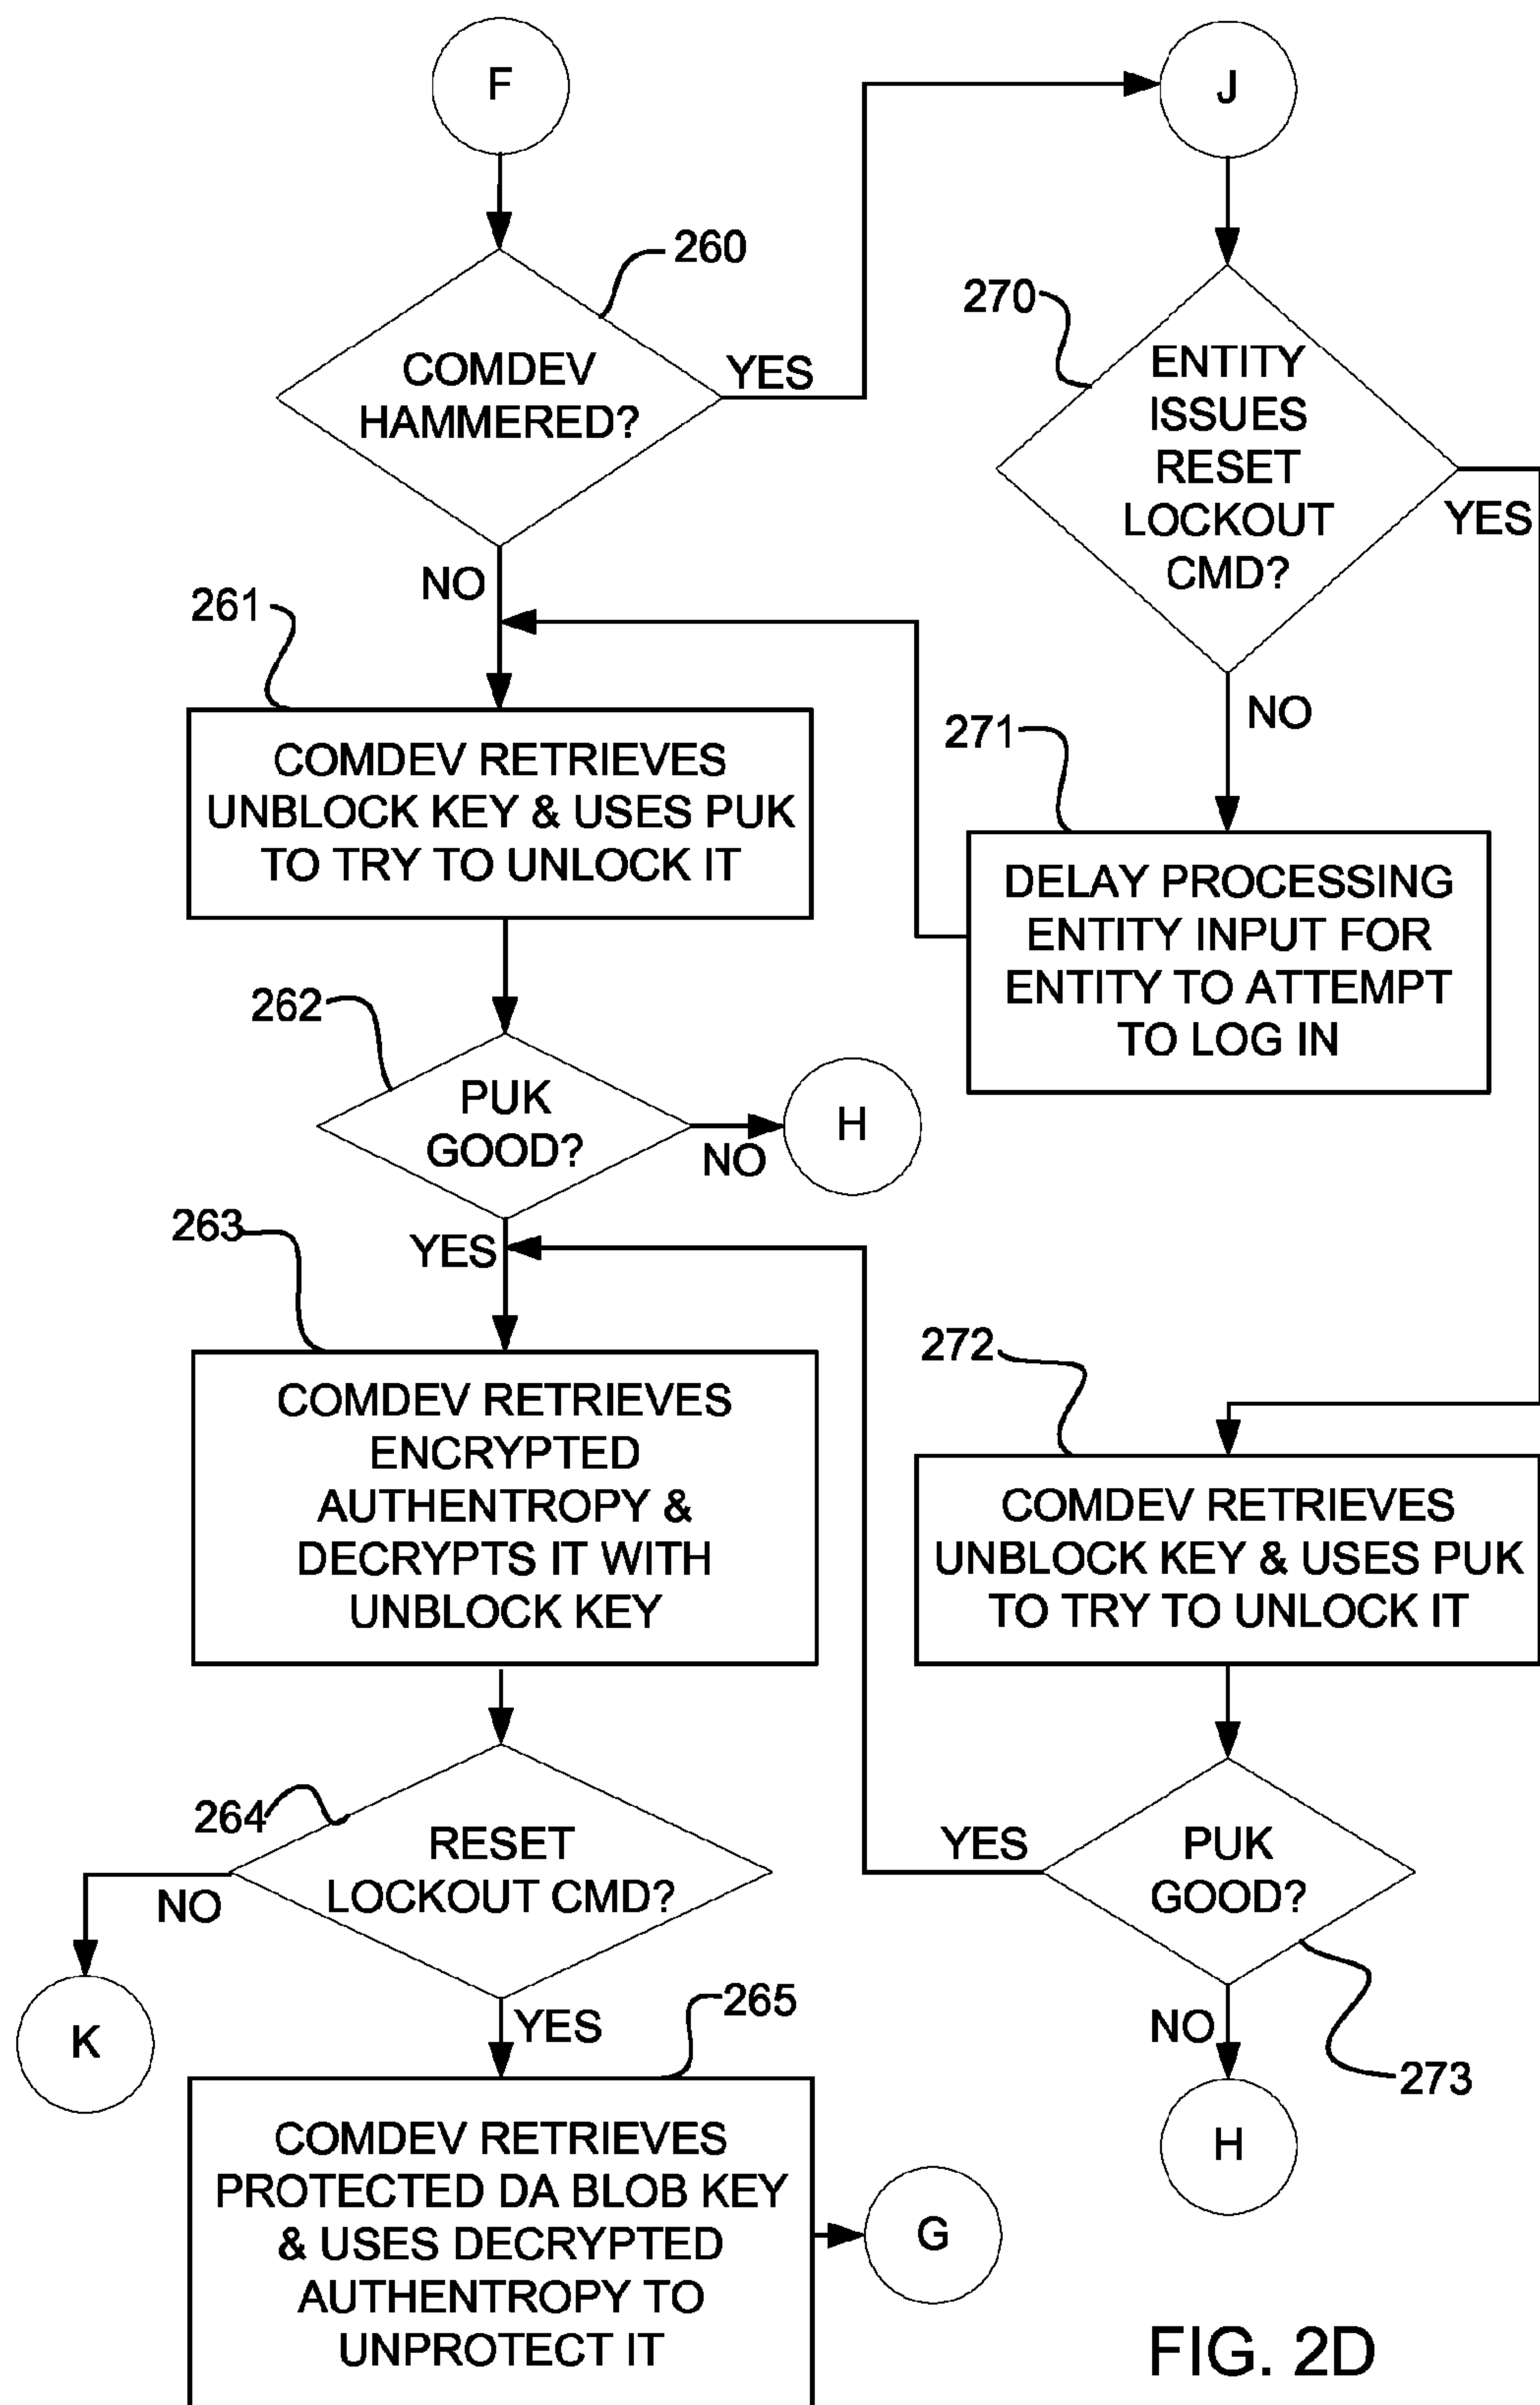 F
J
260
COMDEV
HAMMERED?
YES
270
ENTITY
ISSUES
RESET
LOCKOUT
CMD?
YES
NO
261
COMDEV RETRIEVES
UNBLOCK KEY & USES PUK
TO TRY TO UNLOCK IT
NO
271
DELAY PROCESSING
ENTITY INPUT FOR
ENTITY TO ATTEMPT
TO LOG IN
262
PUK
GOOD?
NO
H
263
YES
COMDEV RETRIEVES
ENCRYPTED
AUTHENTROPY &
DECRYPTS IT WITH
UNBLOCK KEY
272
COMDEV RETRIEVES
UNBLOCK KEY & USES PUK
TO TRY TO UNLOCK IT
264
RESET
LOCKOUT CMD?
NO
K
YES
PUK
GOOD?
273
NO
H
YES
265
COMDEV RETRIEVES
PROTECTED DA BLOB KEY
& USES DECRYPTED
AUTHENTROPY TO
UNPROTECT IT
G
FIG. 2D